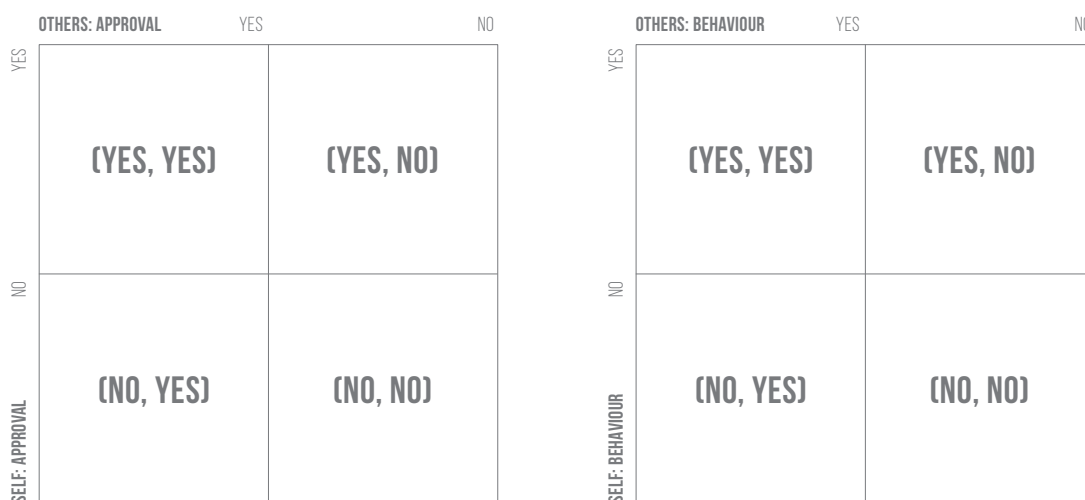 OTHERS: APPROVAL YES NO
YES
(YES, YES) (YES, NO)
NO
(NO, YES) (NO, NO)
SELF: APPROVAL
OTHERS: BEHAVIOUR YES NO
YES
(YES, YES) (YES, NO)
NO
(NO, YES) (NO, NO)
SELF: BEHAVIOUR